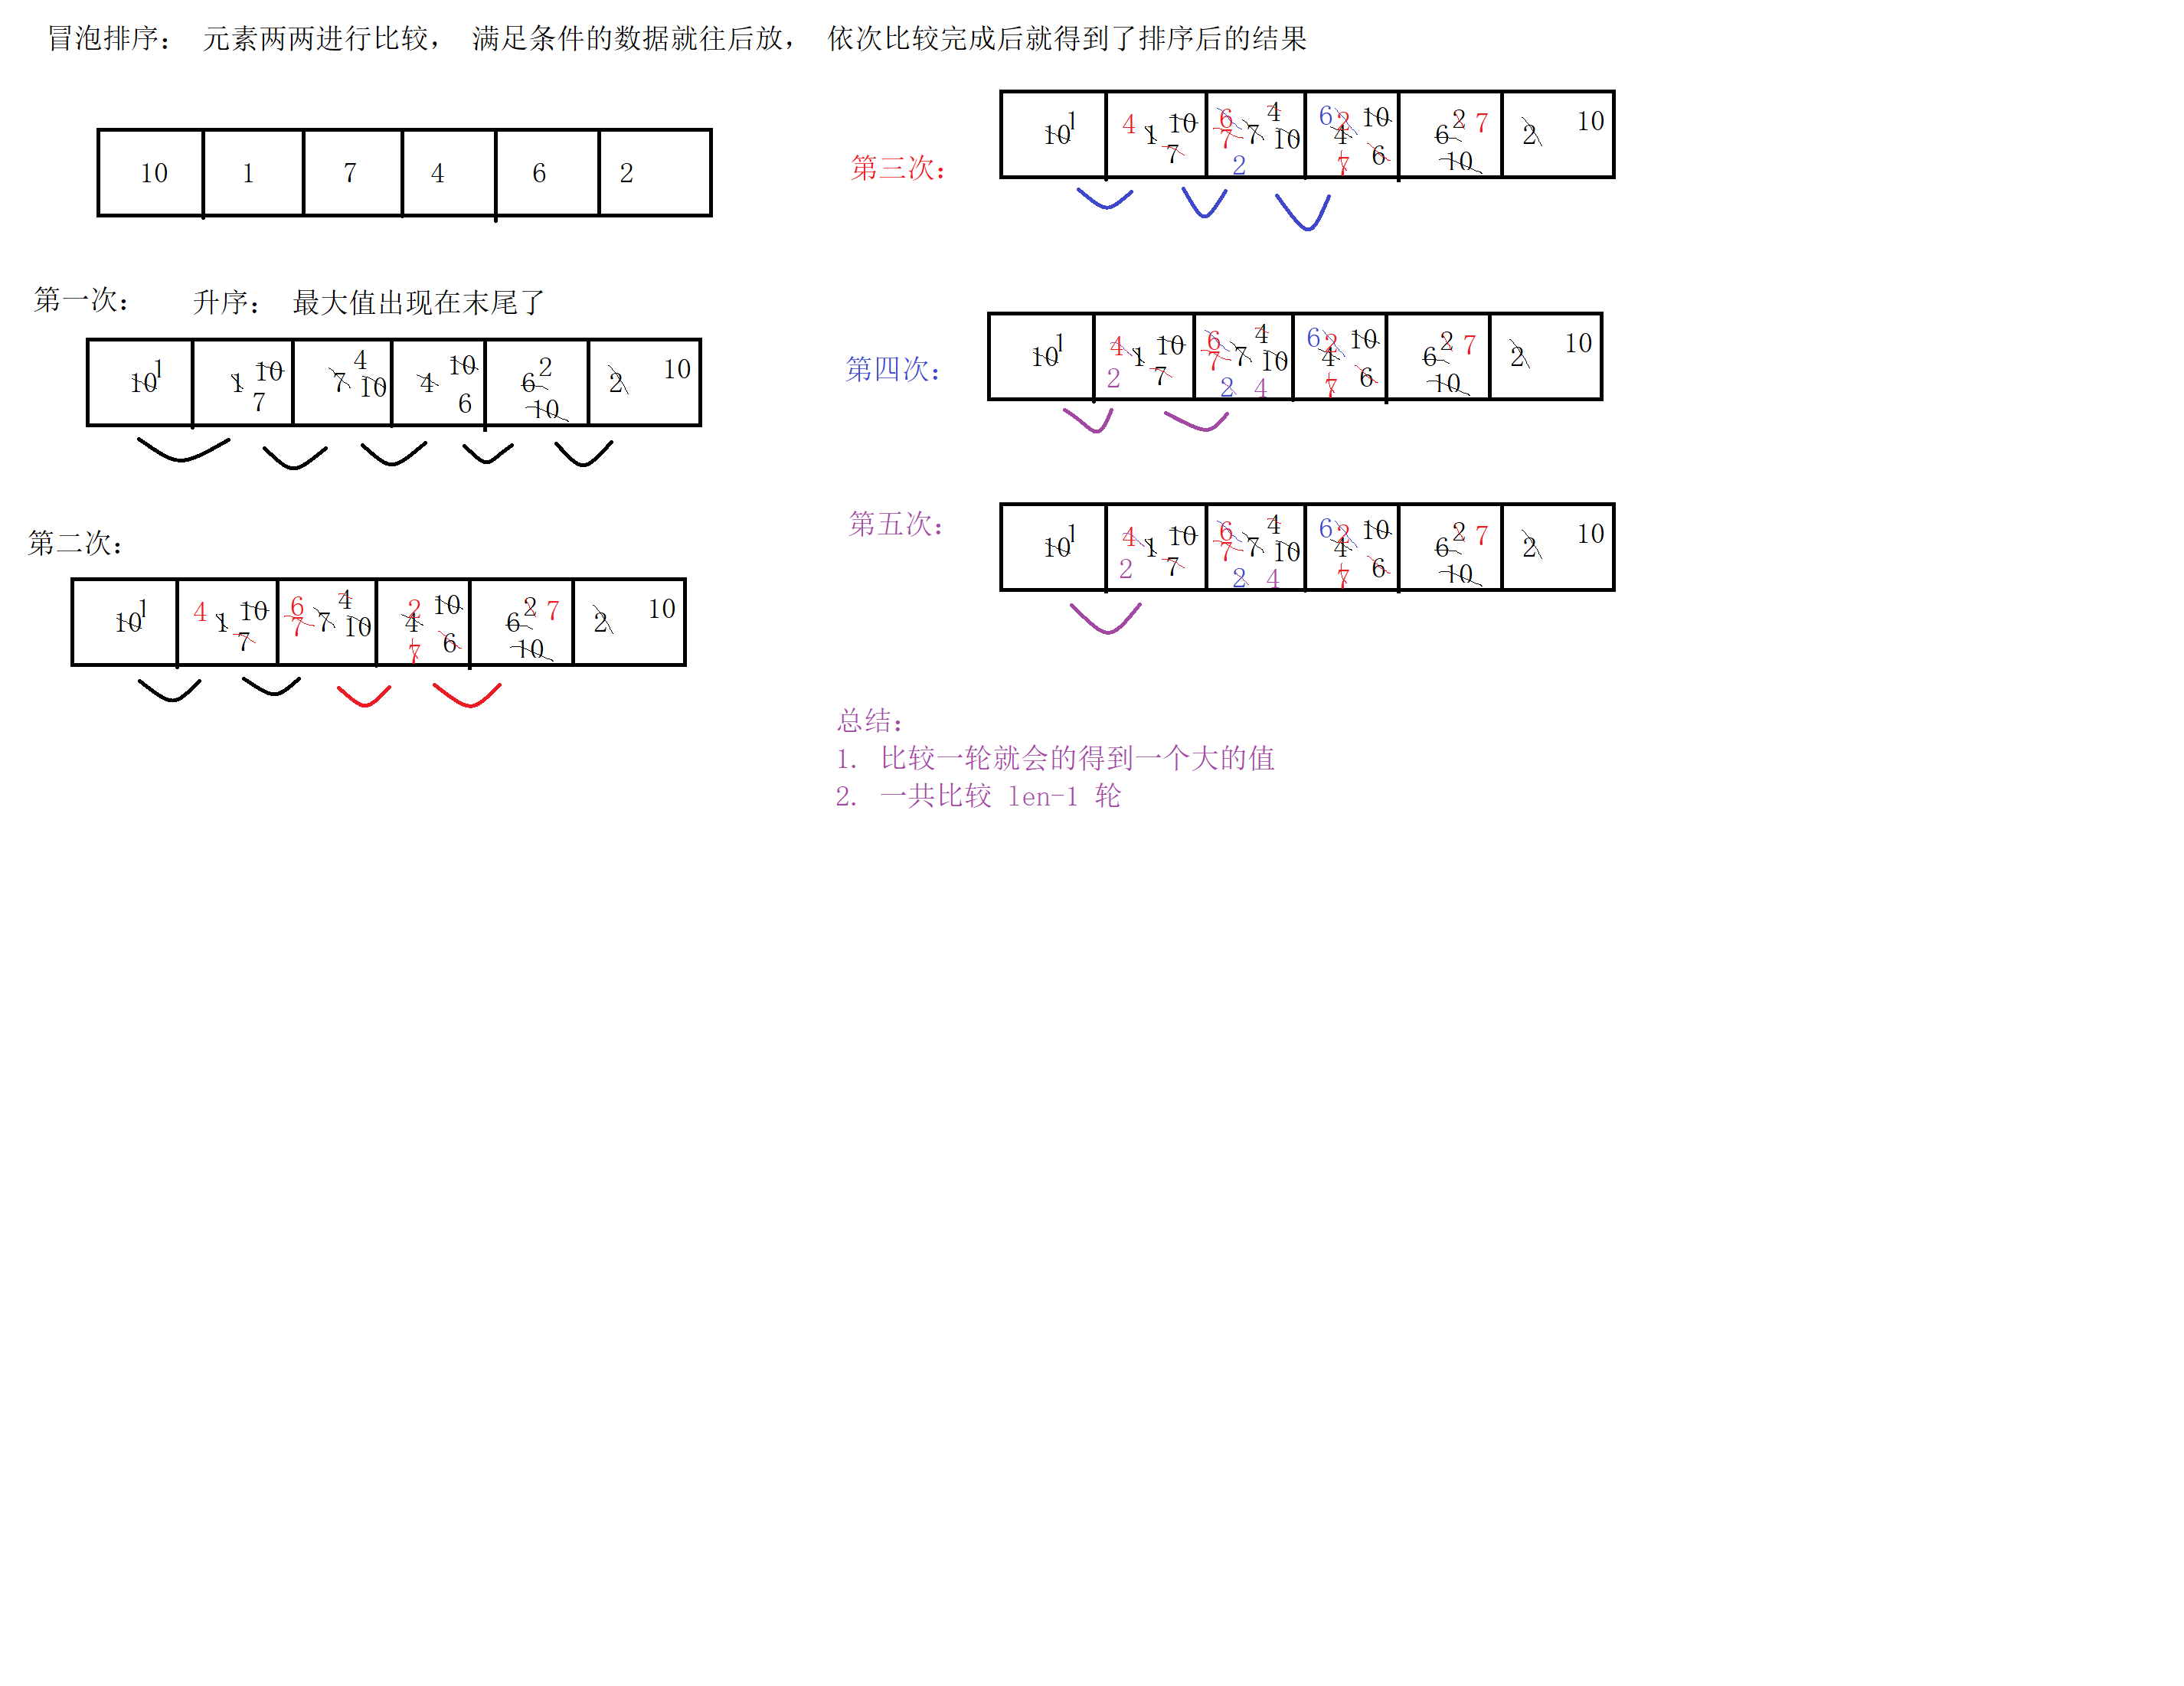 冒泡排序： 元素两两进行比较， 满足条件的数据就往后放， 依次比较完成后就得到了排序后的结果
10 1 7 4 6 2
第一次： 升序： 最大值出现在末尾了
10 1 1 10 7 7 4 10 4 10 6 6 2 10 2 10
第二次：
10 1 4 1 10 7 6 7 7 4 10 2 4 7 10 6 6 2 7 10 2 10
第三次：
10 1 4 1 10 7 6 7 7 4 10 2 6 2 4 7 10 6 6 2 7 10 2 10
第四次：
10 1 4 2 1 10 7 6 7 7 4 10 2 4 6 2 4 7 10 6 6 2 7 10 2 10
第五次：
10 1 4 2 1 10 7 6 7 7 4 10 2 4 6 2 4 7 10 6 6 2 7 10 2 10
总结：
1. 比较一轮就会的得到一个大的值
2. 一共比较 len-1 轮